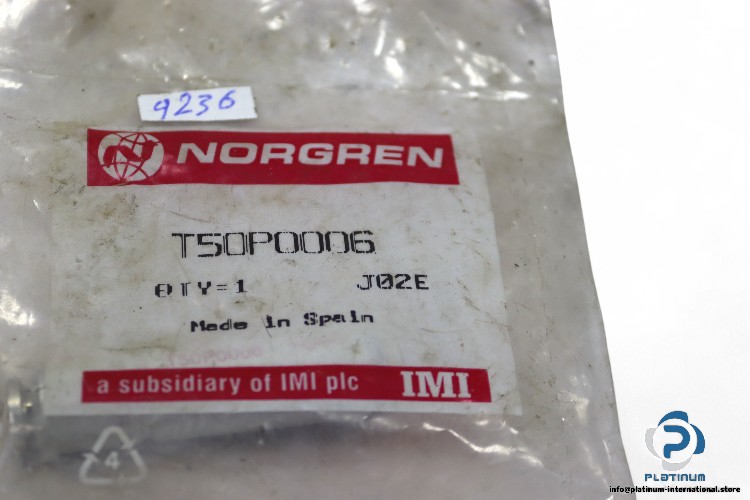 9236
NORGREN
T50P0006
QTY=1 J02E
Made in Spain
T50P0006
a subsidiary of IMI plc IMI
4
PLATINUM
info@platinum-international.store